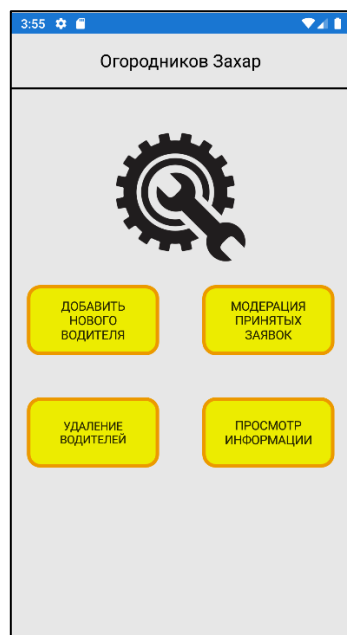 3:55
Огородников Захар
ДОБАВИТЬ
НОВОГО
ВОДИТЕЛЯ
МОДЕРАЦИЯ
ПРИНЯТЫХ
ЗАЯВОК
УДАЛЕНИЕ
ВОДИТЕЛЕЙ
ПРОСМОТР
ИНФОРМАЦИИ